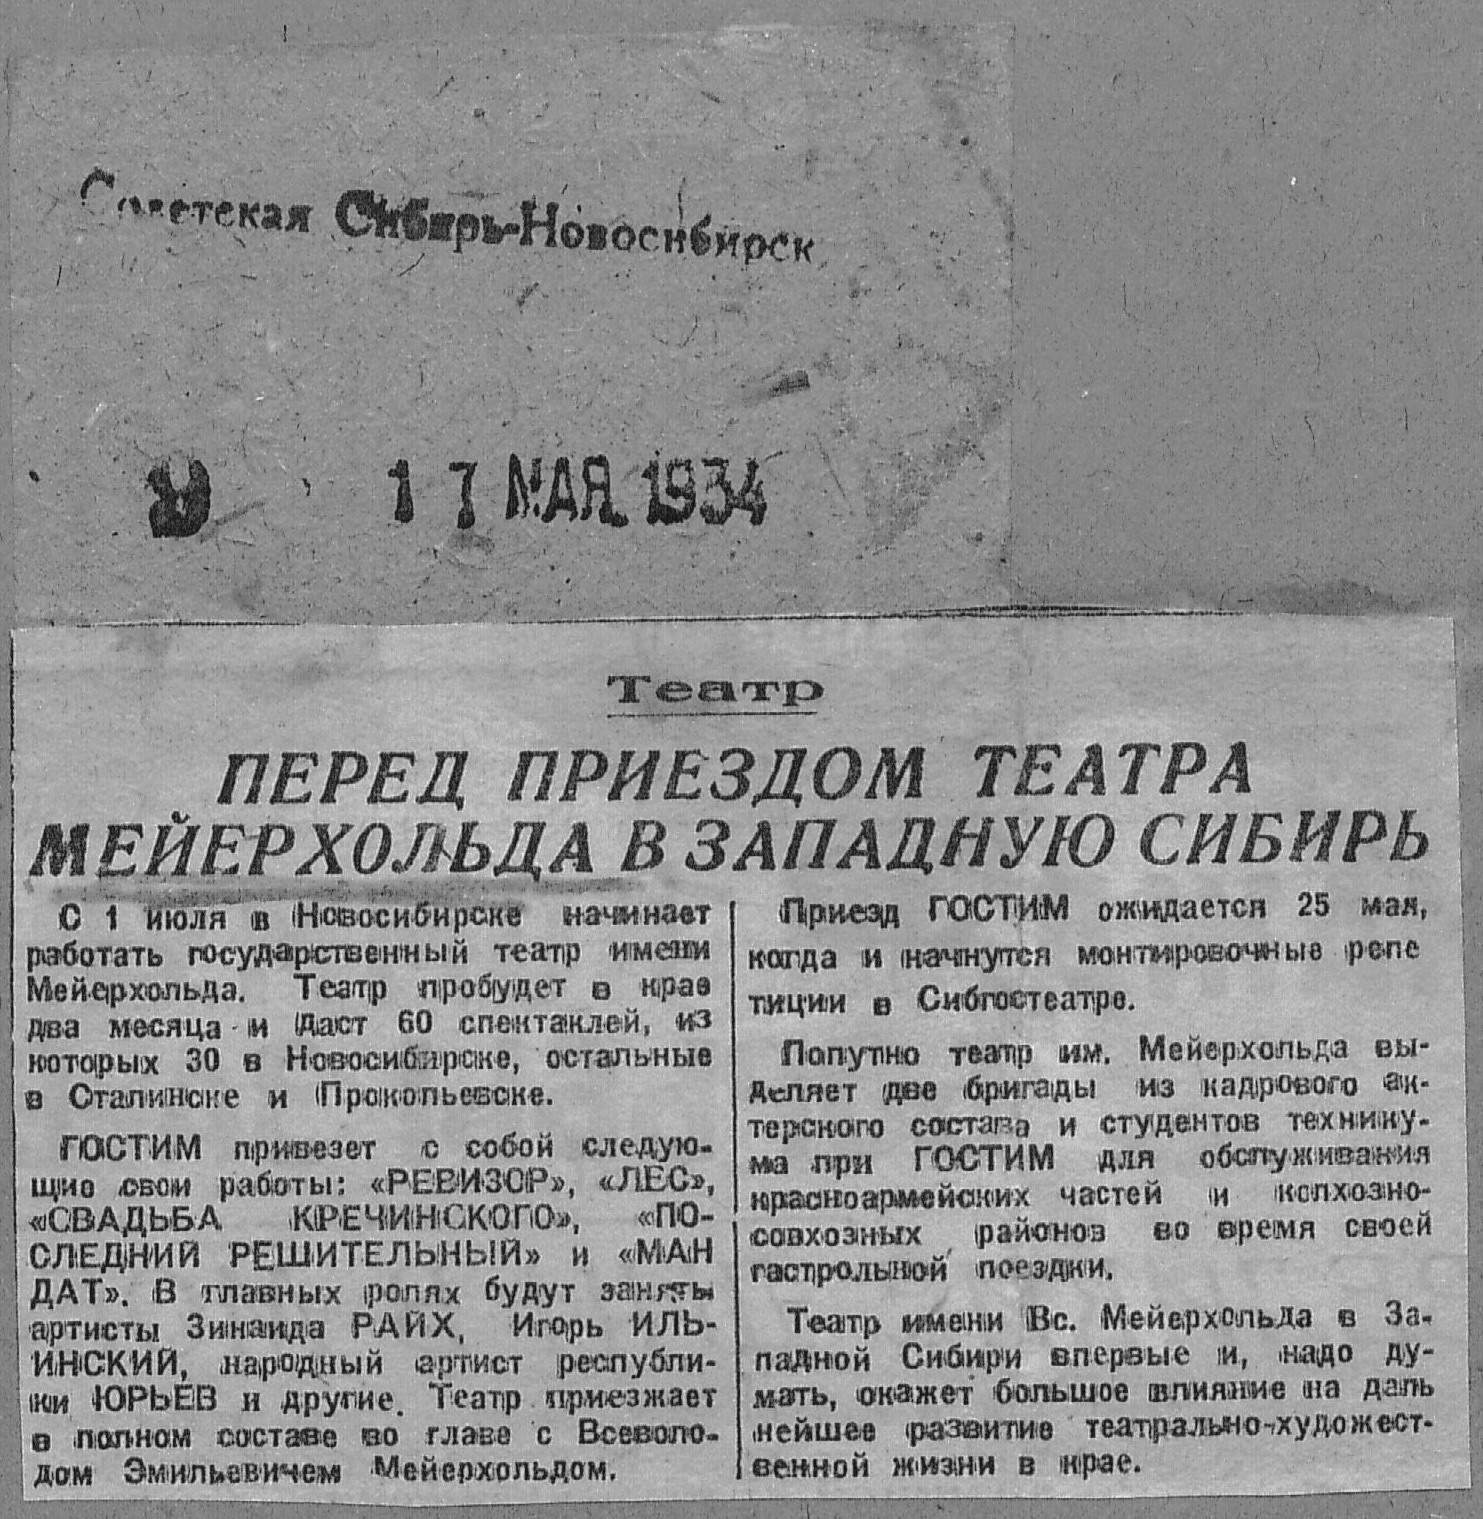 Советская Сибирь-Новосибирск
17 МАЯ 1934
Театр
ПЕРЕД ПРИЕЗДОМ ТЕАТРА
МЕЙЕРХОЛЬДА В ЗАПАДНУЮ СИБИРЬ
С 1 июля в Новосибирске начинает
работать государственный театр имени
Мейерхольда. Театр пробудет в крае
два месяца и даст 60 спектаклей, из
которых 30 в Новосибирске, остальные
в Сталинске и Прокопьевске.
ГОСТИМ привезет с собой следую-
щие свои работы: «РЕВИЗОР», «ЛЕС»,
«СВАДЬБА КРЕЧИНСКОГО», «ПО-
СЛЕДНИЙ РЕШИТЕЛЬНЫЙ» и «МАН
ДАТ». В главных ролях будут заняты
артисты Зинаида РАЙХ, Игорь ИЛЬ-
ИНСКИЙ, народный артист республи-
ки ЮРЬЕВ и другие. Театр приезжает
в полном составе во главе с Всеволо-
дом Эмильевичем Мейерхольдом.
Приезд ГОСТИМ ожидается 25 мая,
когда и начнутся монтировочные репе
тиции в Сибгостеатре.
Попутно театр им. Мейерхольда вы-
деляет две бригады из кадрового ак-
терского состава и студентов технику-
ма при ГОСТИМ для обслуживания
красноармейских частей и колхозно-
совхозных районов во время своей
гастрольной поездки.
Театр имени Вс. Мейерхольда в За-
падной Сибири впервые и, надо ду-
мать, окажет большое влияние на даль
нейшее развитие театрально-художест-
венной жизни в крае.